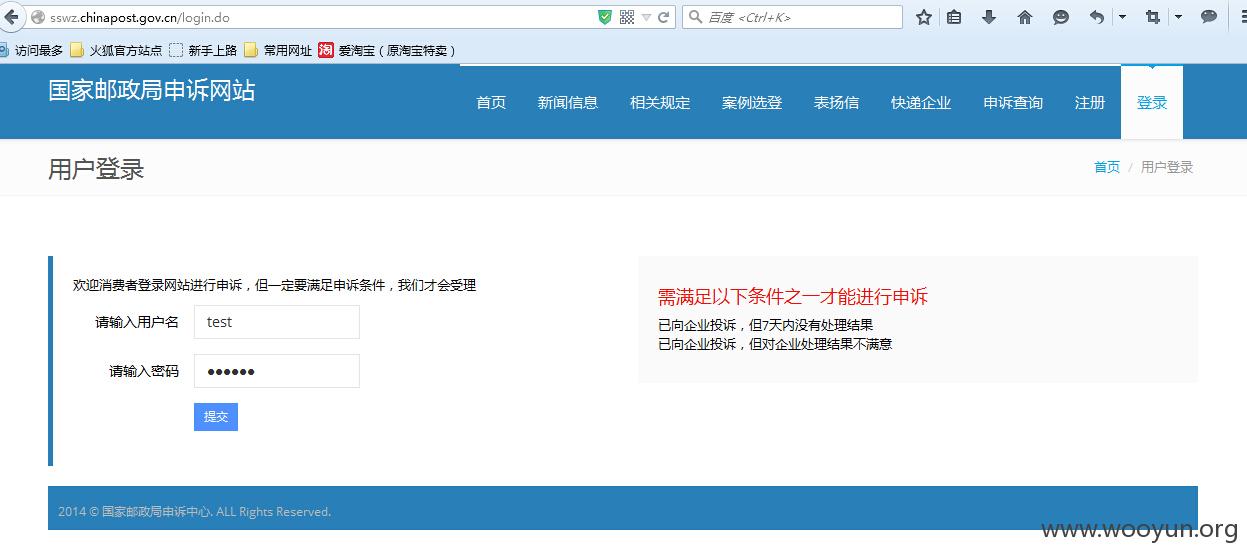 sswz.chinapost.gov.cn/login.do
百度 <Ctrl+K>
访问最多 火狐官方站点 新手上路 常用网址 淘 爱淘宝（原淘宝特卖）
国家邮政局申诉网站
首页 新闻信息 相关规定 案例选登 表扬信 快递企业 申诉查询 注册 登录
用户登录
首页 / 用户登录
欢迎消费者登录网站进行申诉，但一定要满足申诉条件，我们才会受理
请输入用户名 test
请输入密码 ●●●●●●
提交
需满足以下条件之一才能进行申诉
已向企业投诉，但7天内没有处理结果
已向企业投诉，但对企业处理结果不满意
2014 © 国家邮政局申诉中心. ALL Rights Reserved.
www.wooyun.org